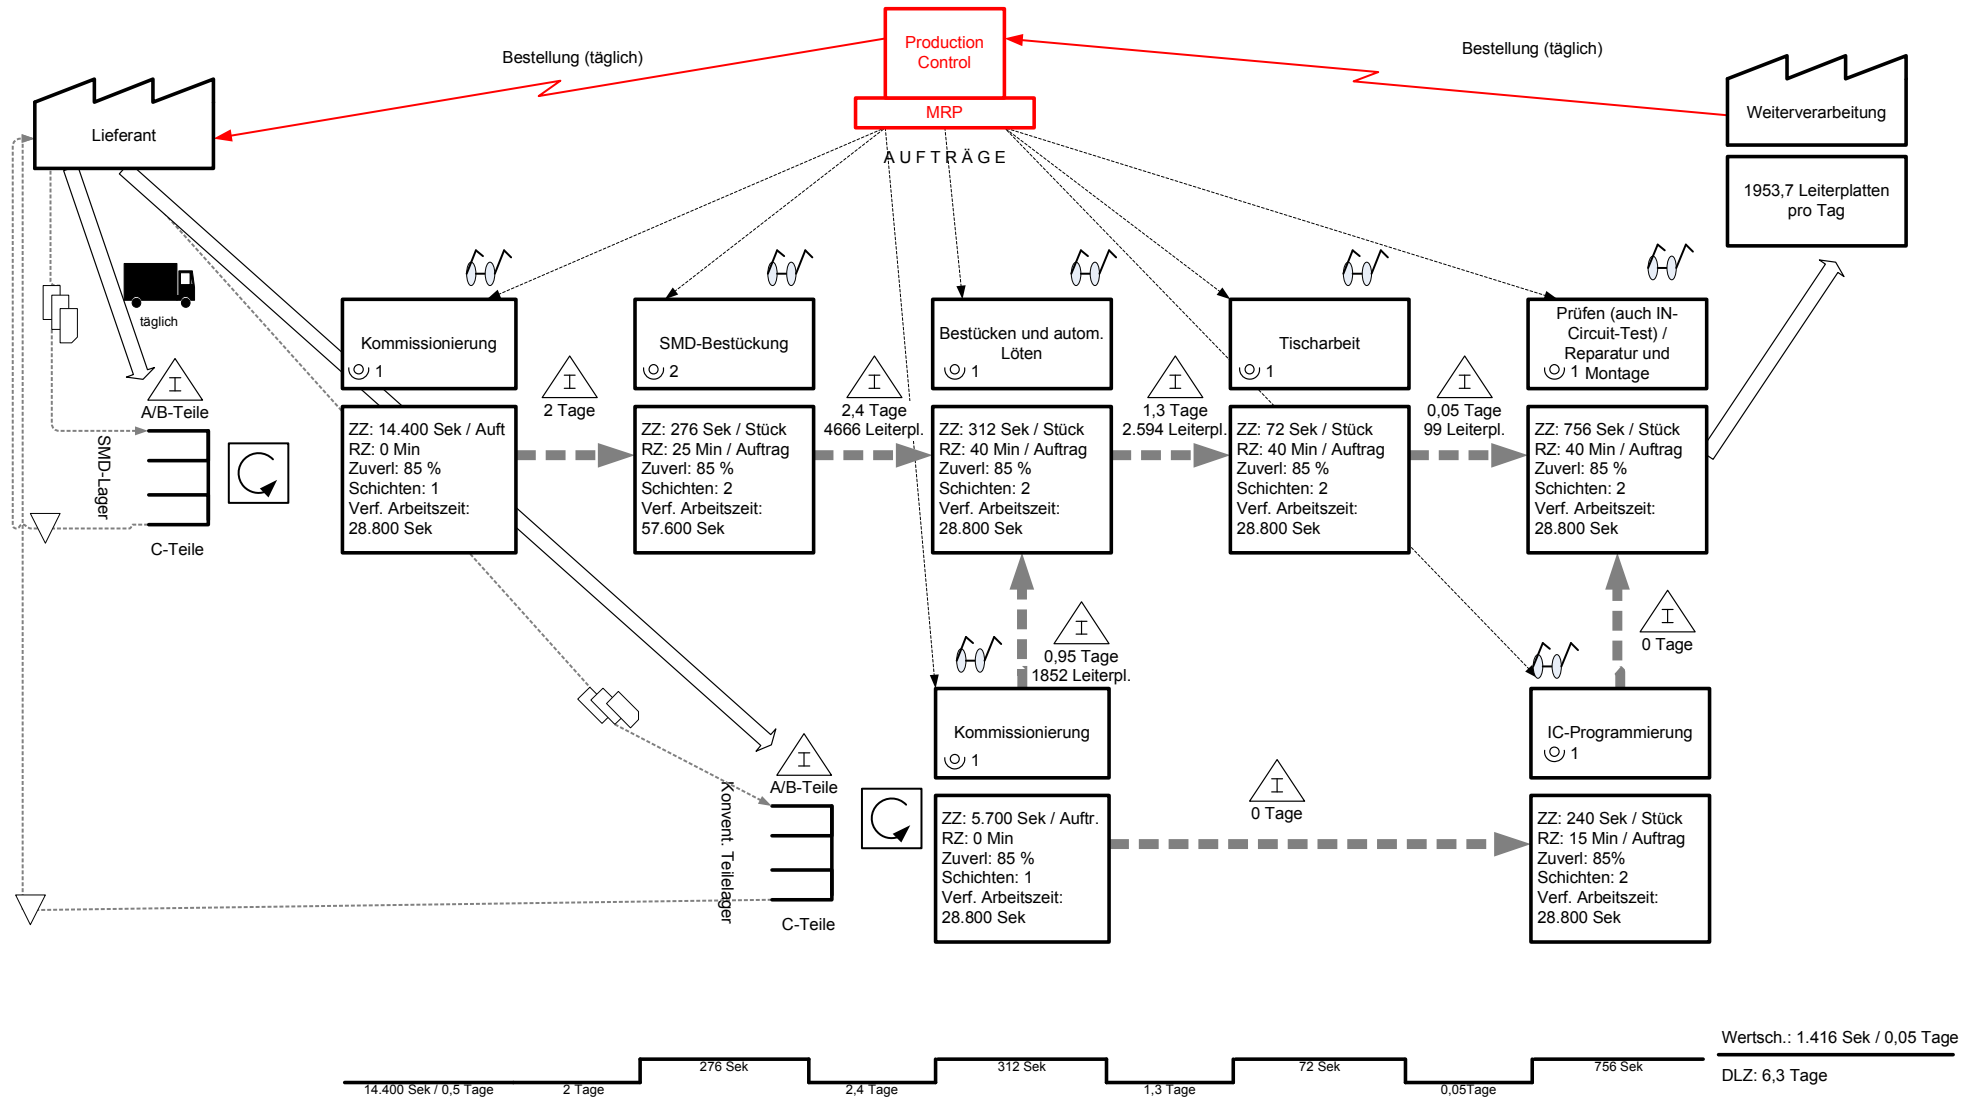 Production
Control
MRP
AUFTRÄGE
Bestellung (täglich)
Bestellung (täglich)
Lieferant
Weiterverarbeitung
1953,7 Leiterplatten
pro Tag
täglich
I
A/B-Teile
SMD-Lager
C-Teile
Kommissionierung
1
ZZ: 14.400 Sek / Auft
RZ: 0 Min
Zuverl: 85 %
Schichten: 1
Verf. Arbeitszeit:
28.800 Sek
I
2 Tage
SMD-Bestückung
2
ZZ: 276 Sek / Stück
RZ: 25 Min / Auftrag
Zuverl: 85 %
Schichten: 2
Verf. Arbeitszeit:
57.600 Sek
I
2,4 Tage
4666 Leiterpl.
Bestücken und autom.
Löten
1
ZZ: 312 Sek / Stück
RZ: 40 Min / Auftrag
Zuverl: 85 %
Schichten: 2
Verf. Arbeitszeit:
28.800 Sek
I
1,3 Tage
2.594 Leiterpl.
Tischarbeit
1
ZZ: 72 Sek / Stück
RZ: 40 Min / Auftrag
Zuverl: 85 %
Schichten: 2
Verf. Arbeitszeit:
28.800 Sek
I
0,05 Tage
99 Leiterpl.
Prüfen (auch IN-
Circuit-Test) /
Reparatur und
1 Montage
ZZ: 756 Sek / Stück
RZ: 40 Min / Auftrag
Zuverl: 85 %
Schichten: 2
Verf. Arbeitszeit:
28.800 Sek
I
0,95 Tage
1852 Leiterpl.
I
0 Tage
I
A/B-Teile
Konvent. Teilelager
C-Teile
Kommissionierung
1
ZZ: 5.700 Sek / Auftr.
RZ: 0 Min
Zuverl: 85 %
Schichten: 1
Verf. Arbeitszeit:
28.800 Sek
I
0 Tage
IC-Programmierung
1
ZZ: 240 Sek / Stück
RZ: 15 Min / Auftrag
Zuverl: 85%
Schichten: 2
Verf. Arbeitszeit:
28.800 Sek
14.400 Sek / 0,5 Tage
2 Tage
276 Sek
2,4 Tage
312 Sek
1,3 Tage
72 Sek
0,05Tage
756 Sek
Wertsch.: 1.416 Sek / 0,05 Tage
DLZ: 6,3 Tage